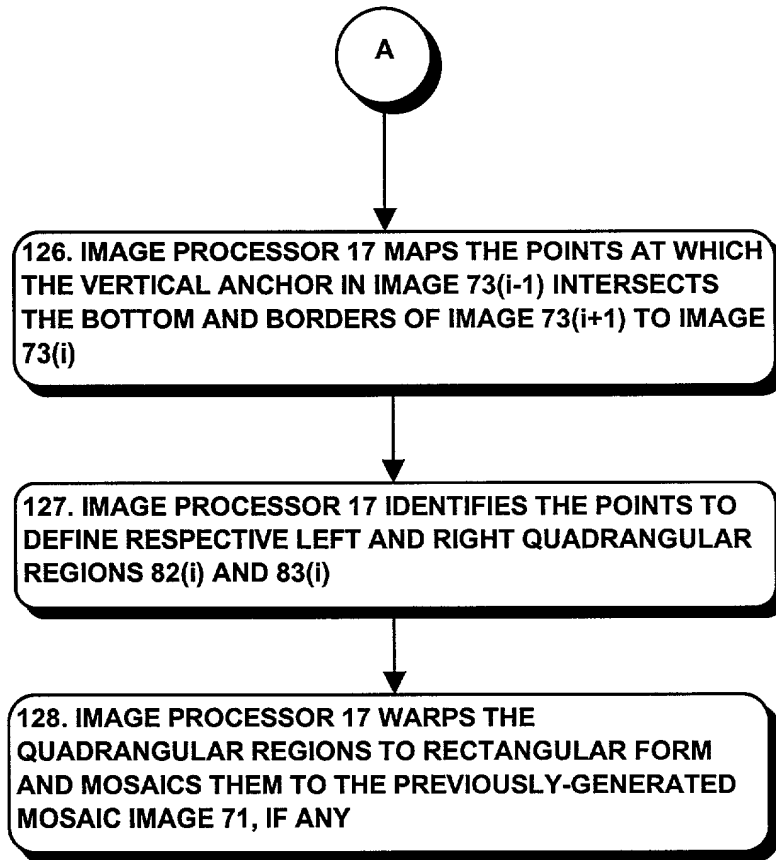 A
126. IMAGE PROCESSOR 17 MAPS THE POINTS AT WHICH
THE VERTICAL ANCHOR IN IMAGE 73(i-1) INTERSECTS
THE BOTTOM AND BORDERS OF IMAGE 73(i+1) TO IMAGE
73(i)
127. IMAGE PROCESSOR 17 IDENTIFIES THE POINTS TO
DEFINE RESPECTIVE LEFT AND RIGHT QUADRANGULAR
REGIONS 82(i) AND 83(i)
128. IMAGE PROCESSOR 17 WARPS THE
QUADRANGULAR REGIONS TO RECTANGULAR FORM
AND MOSAICS THEM TO THE PREVIOUSLY-GENERATED
MOSAIC IMAGE 71, IF ANY